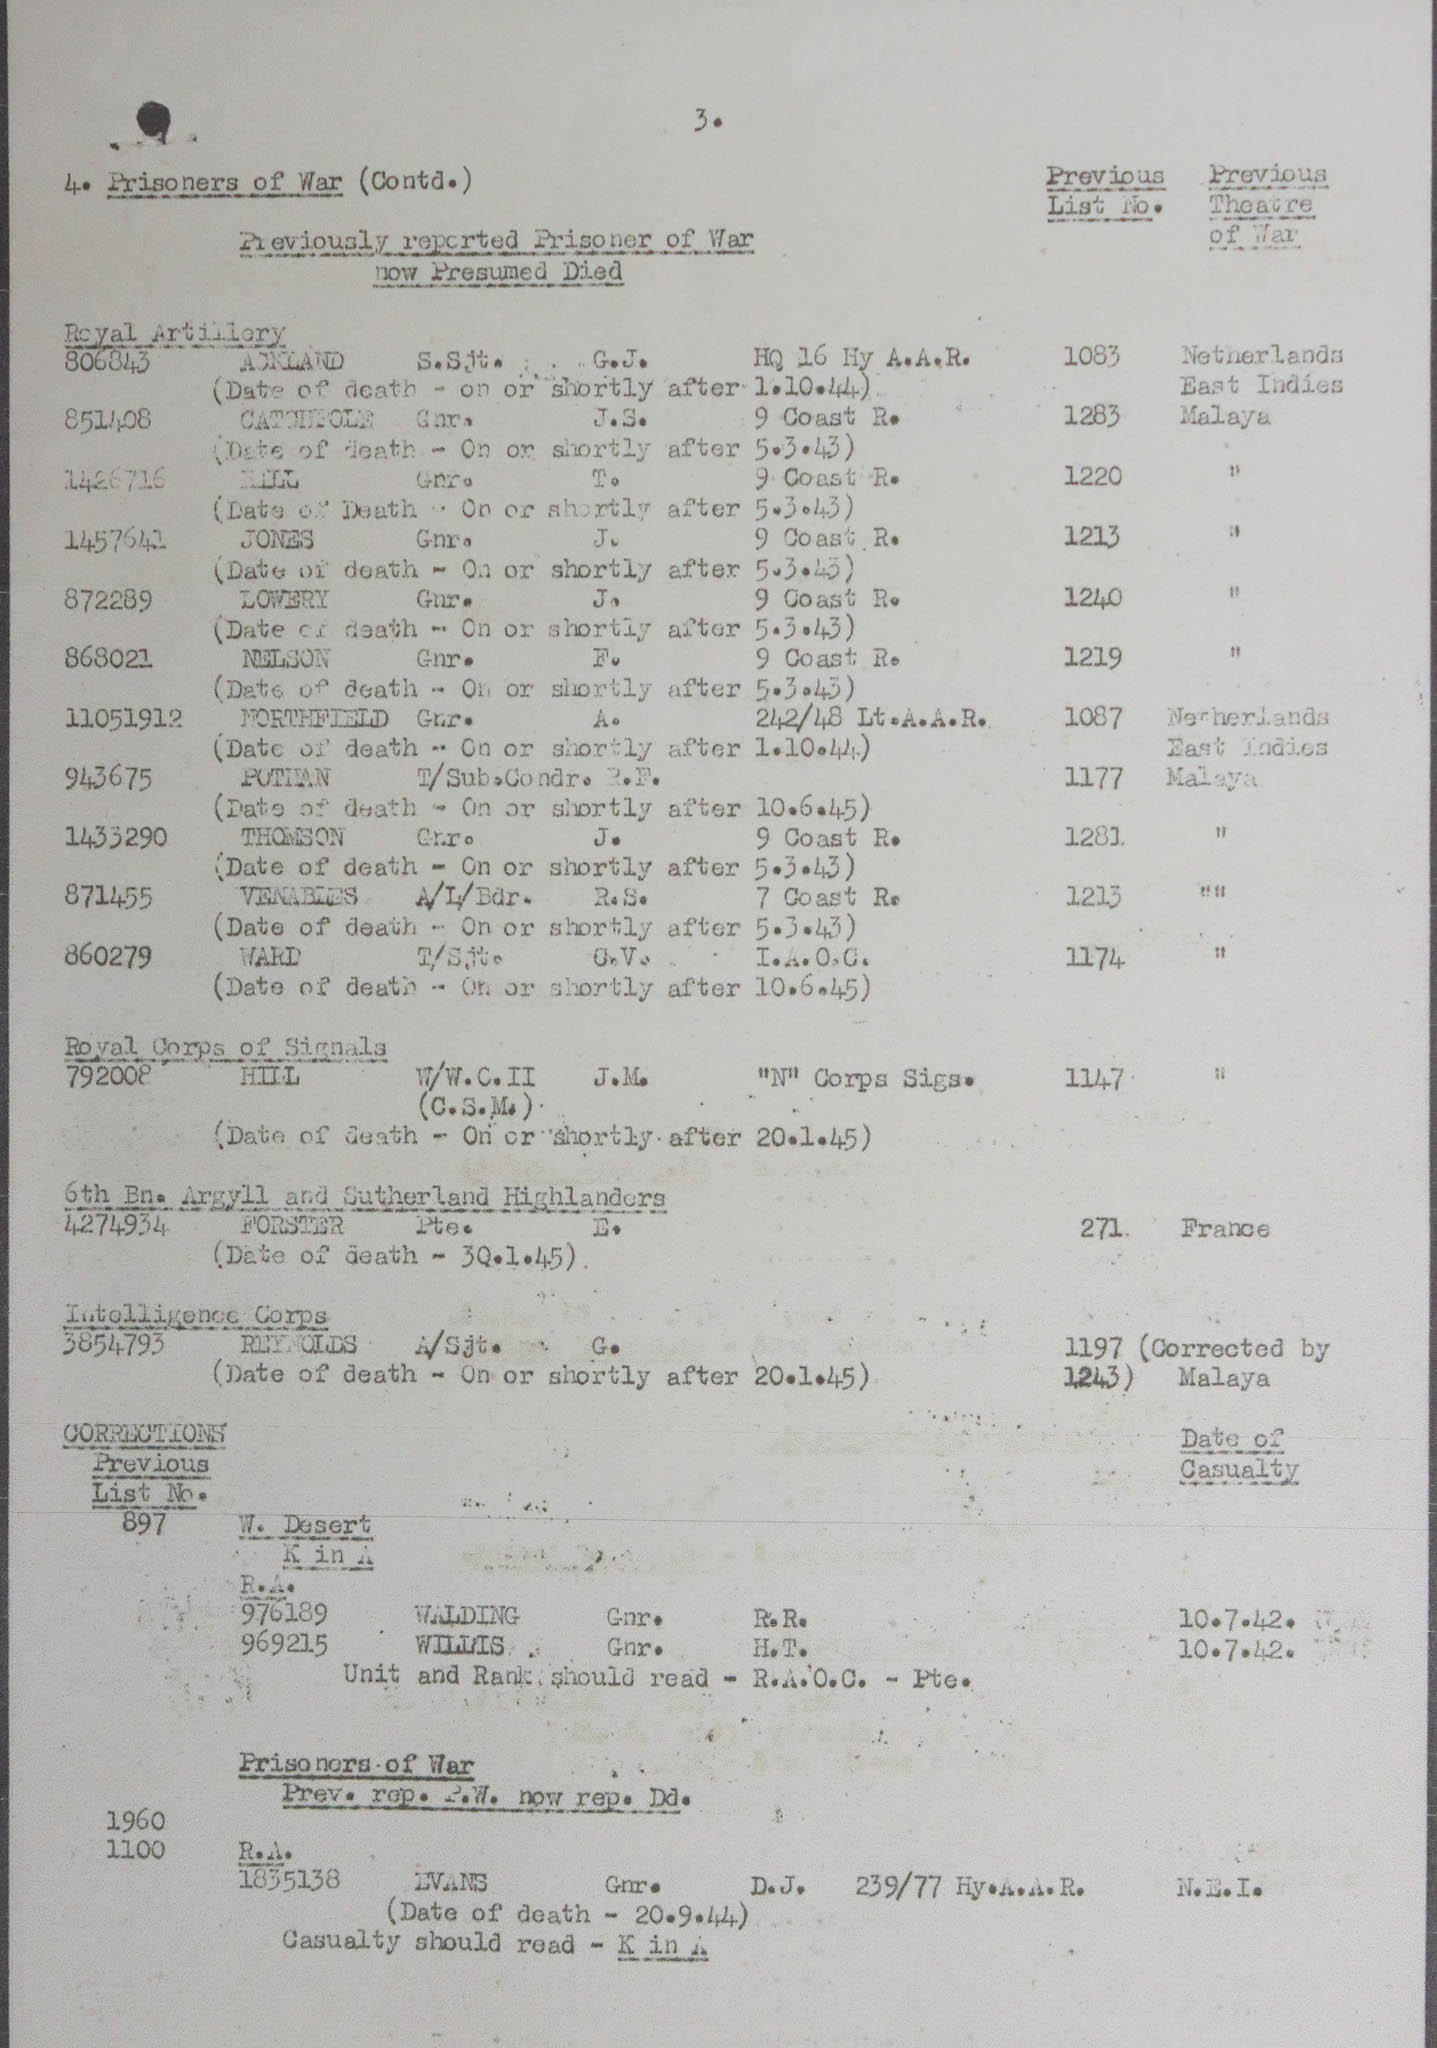 3.
4. Prisoners of War (Contd.) Previous Previous
List No. Theatre
of War
Previously reported Prisoner of War
now Presumed Died
Royal Artillery
806843 ACKLAND S.Sjt. G.J. HQ 16 Hy A.A.R. 1083 Netherlands
(Date of death - on or shortly after 1.10.44) East Indies
851408 CATCHPOLE Gnr. J.S. 9 Coast R. 1283 Malaya
(Date of death - On or shortly after 5.3.43)
1426716 HILL Gnr. T. 9 Coast R. 1220 "
(Date of Death - On or shortly after 5.3.43)
1457641 JONES Gnr. J. 9 Coast R. 1213 "
(Date of death - On or shortly after 5.3.43)
872289 LOWERY Gnr. J. 9 Coast R. 1240 "
(Date of death - On or shortly after 5.3.43)
868021 NELSON Gnr. F. 9 Coast R. 1219 "
(Date of death - On or shortly after 5.3.43)
11051912 NORTHFIELD Gnr. A. 242/48 Lt.A.A.R. 1087 Netherlands
(Date of death - On or shortly after 1.10.44) East Indies
943675 T/Sub.Condr. 1177 Malaya
(Date of death - On or shortly after 10.6.45)
1433290 THOMSON Gnr. J. 9 Coast R. 1281 "
(Date of death - On or shortly after 5.3.43)
871455 VENABLES A/L/Bdr. R.S. 7 Coast R. 1213 ""
(Date of death - On or shortly after 5.3.43)
860279 WARD T/Sjt. I.A.O.C. 1174 "
(Date of death - On or shortly after 10.6.45)
Royal Corps of Signals
792008 HILL W/W.O.II J.M. "N" Corps Sigs. 1147 "
(C.S.M.)
(Date of death - On or shortly after 20.1.45)
6th Bn. Argyll and Sutherland Highlanders
4274934 FORSTER Pte. E. 271 France
(Date of death - 30.1.45)
Intelligence Corps
3854793 REYNOLDS A/Sjt. G. 1197 (Corrected by
(Date of death - On or shortly after 20.1.45) 1243) Malaya
CORRECTIONS Date of
Previous Casualty
List No.
897 W. Desert
K in A
R.A.
976189 WALDING Gnr. R.R. 10.7.42.
969215 WILLIS Gnr. H.T. 10.7.42.
Unit and Rank should read - R.A.O.C. - Pte.
Prisoners of War
Prev. rep. P.W. now rep. Dd.
1960
1100 R.A.
1835138 EVANS Gnr. D.J. 239/77 Hy.A.A.R. N.E.I.
(Date of death - 20.9.44)
Casualty should read - K in A